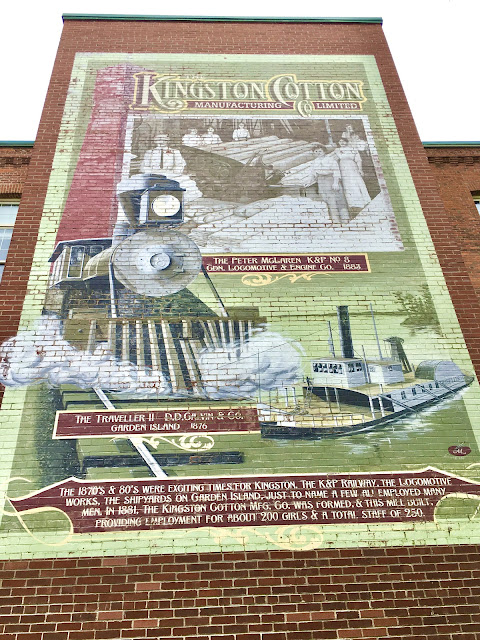 KINGSTON COTTON
MANUFACTURING Co LIMITED
THE PETER MCLAREN K&P NO 8
CDN. LOCOMOTIVE & ENGINE CO. 1883
THE TRAVELLER II D.D.CALVIN & CO.
GARDEN ISLAND 1876
THE 1870'S & 80'S WERE EXCITING TIMES FOR KINGSTON. THE K&P RAILWAY, THE LOCOMOTIVE
WORKS, THE SHIPYARDS ON GARDEN ISLAND, JUST TO NAME A FEW ALL EMPLOYED MANY
MEN. IN 1881, THE KINGSTON COTTON MFG. CO. WAS FORMED, & THIS MILL BUILT,
PROVIDING EMPLOYMENT FOR ABOUT 200 GIRLS & A TOTAL STAFF OF 250.